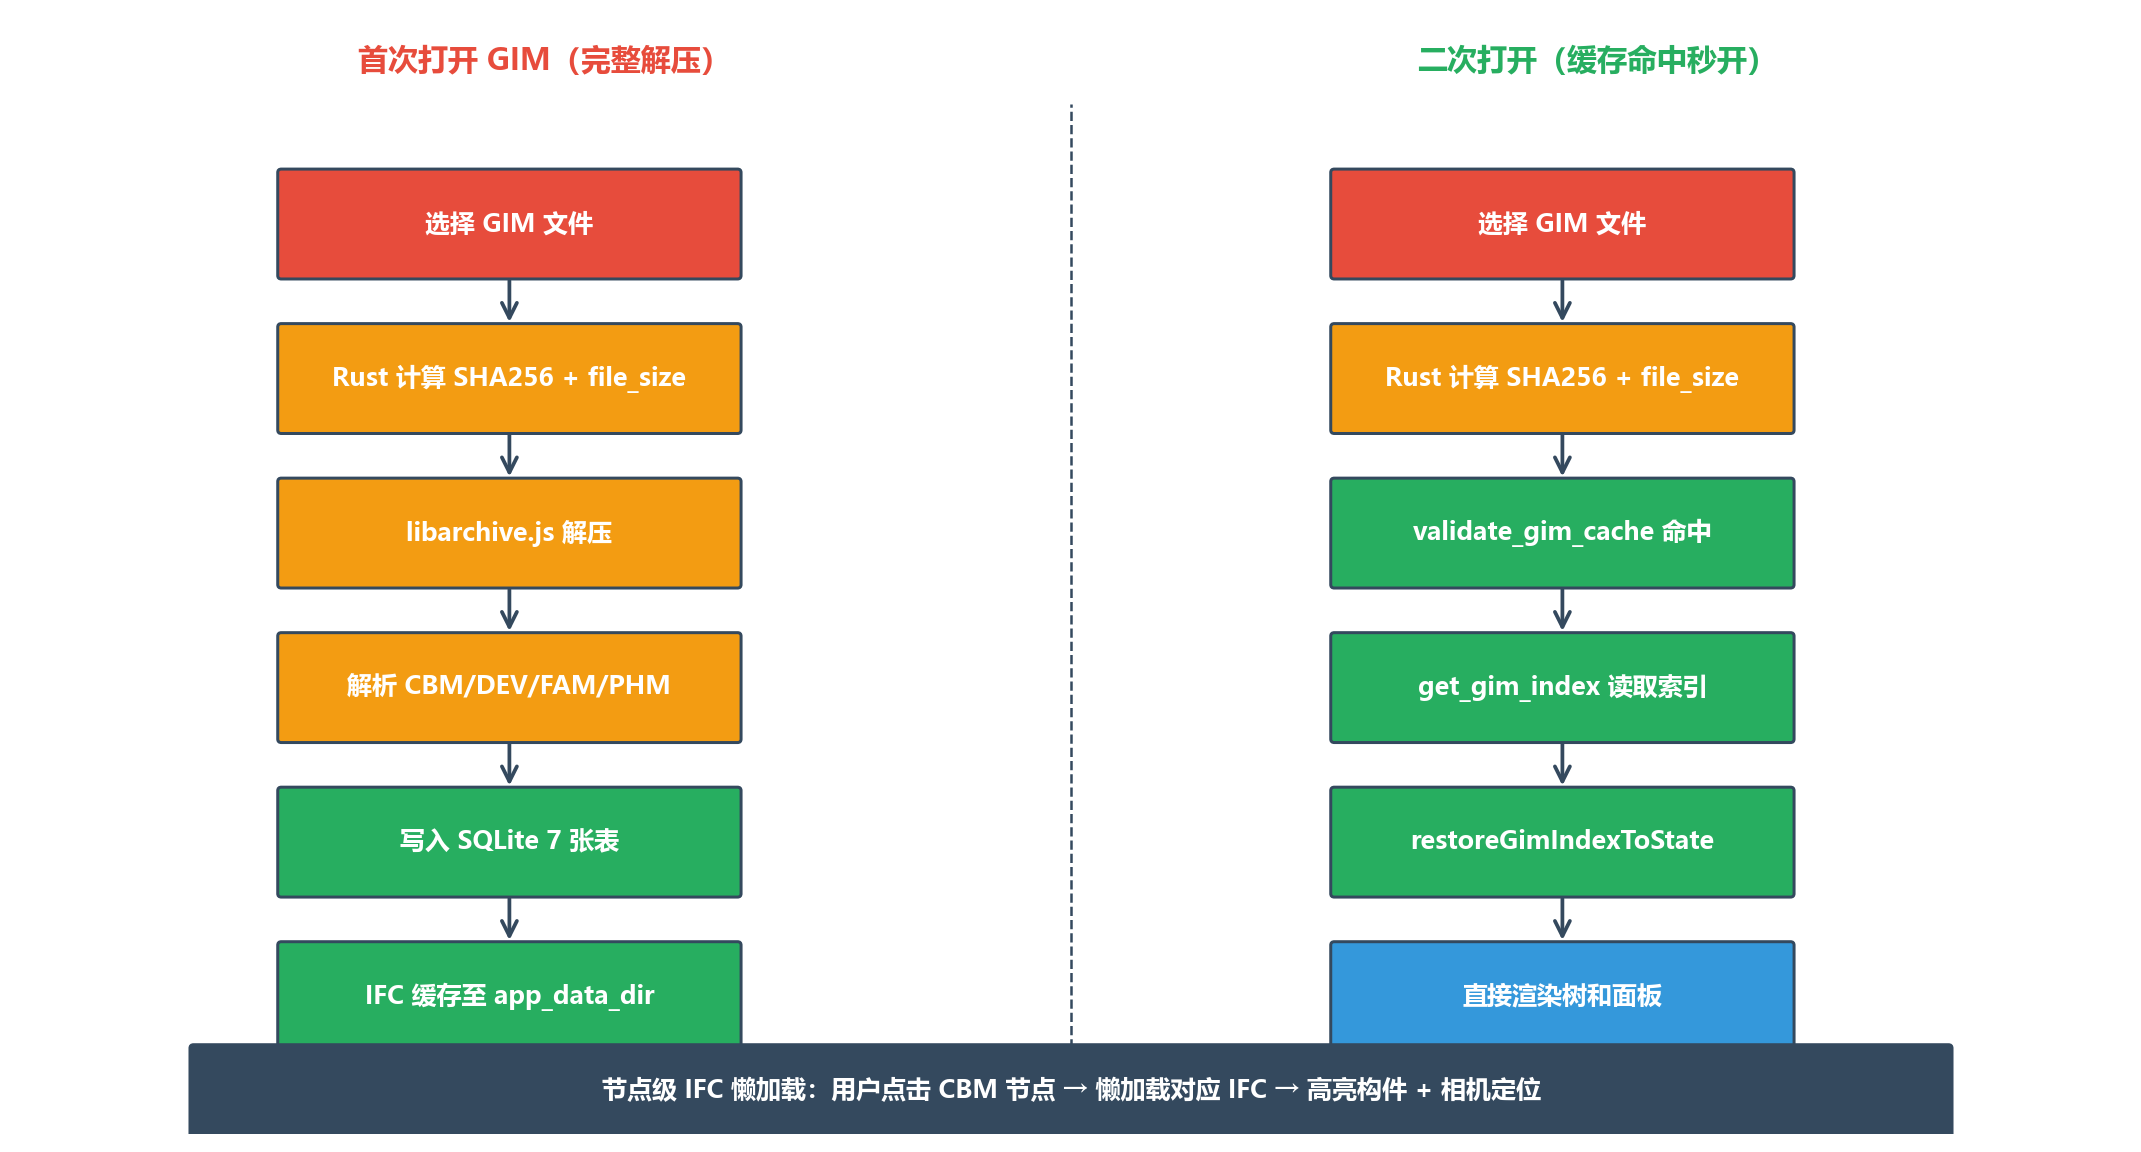 首次打开 GIM（完整解压）
选择 GIM 文件
Rust 计算 SHA256 + file_size
libarchive.js 解压
解析 CBM/DEV/FAM/PHM
写入 SQLite 7 张表
IFC 缓存至 app_data_dir
二次打开（缓存命中秒开）
选择 GIM 文件
Rust 计算 SHA256 + file_size
validate_gim_cache 命中
get_gim_index 读取索引
restoreGimIndexToState
直接渲染树和面板
节点级 IFC 懒加载：用户点击 CBM 节点 → 懒加载对应 IFC → 高亮构件 + 相机定位